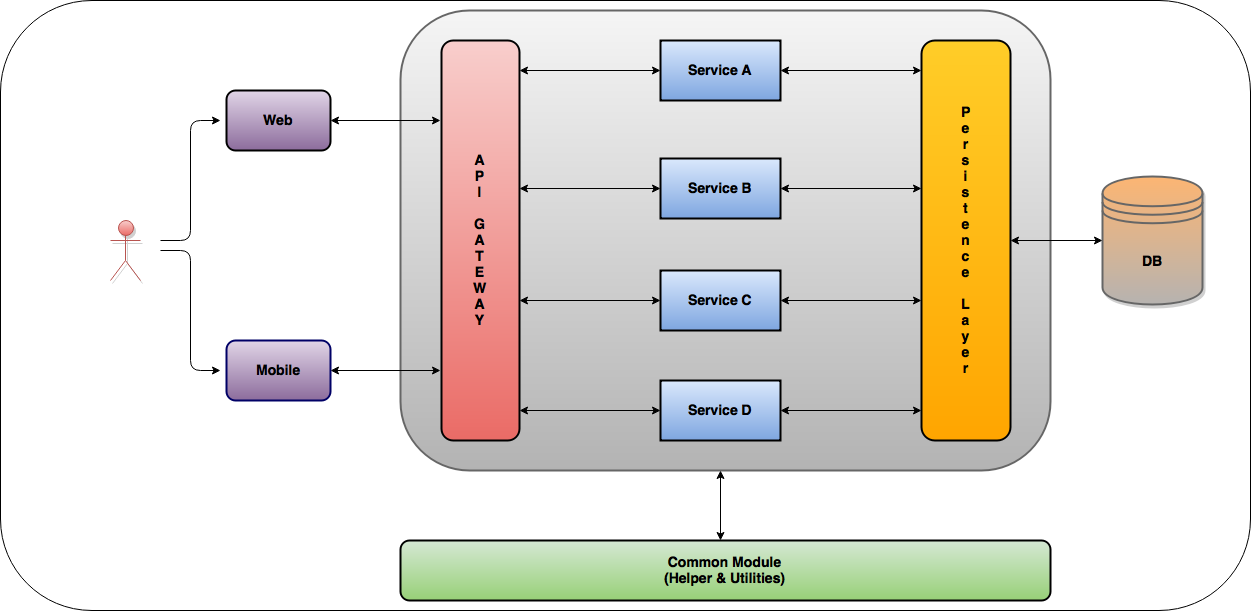 Web
Mobile
API GATEWAY
Service A
Service B
Service C
Service D
Persistence Layer
DB
Common Module
(Helper & Utilities)